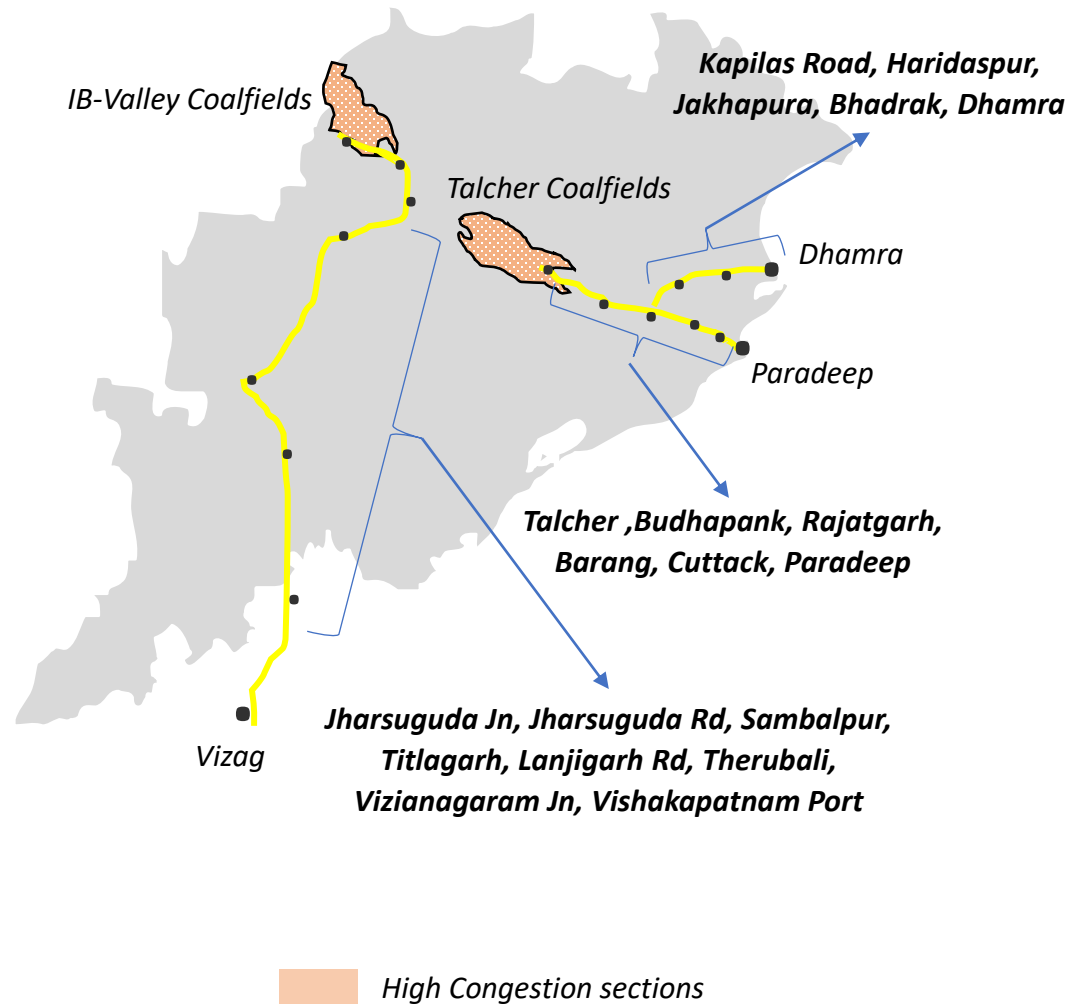 Kapilas Road, Haridaspur,
Jakhapura, Bhadrak, Dhamra
IB-Valley Coalfields
Talcher Coalfields
Dhamra
Paradeep
Talcher ,Budhapank, Rajatgarh,
Barang, Cuttack, Paradeep
Jharsuguda Jn, Jharsuguda Rd, Sambalpur,
Titlagarh, Lanjigarh Rd, Therubali,
Vizianagaram Jn, Vishakapatnam Port
Vizag
High Congestion sections